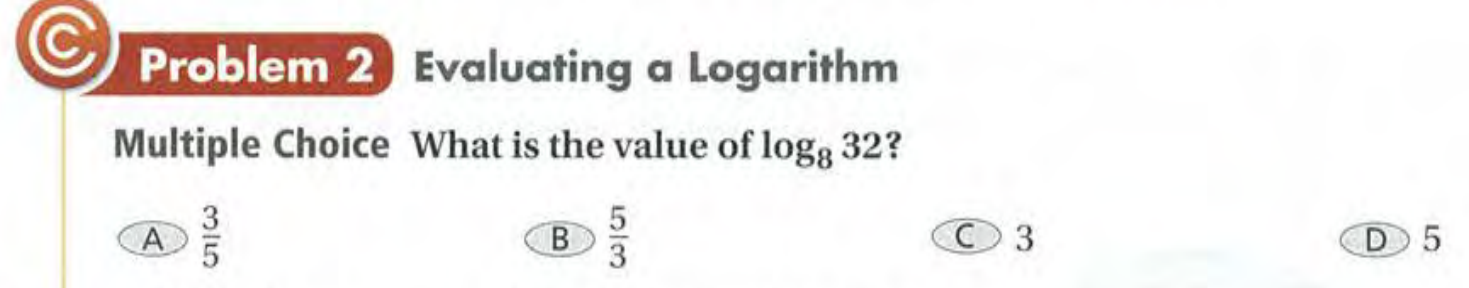 © Problem 2 Evaluating a Logarithm
Multiple Choice What is the value of log₈ 32?
A 3/5 B 5/3 C 3 D 5